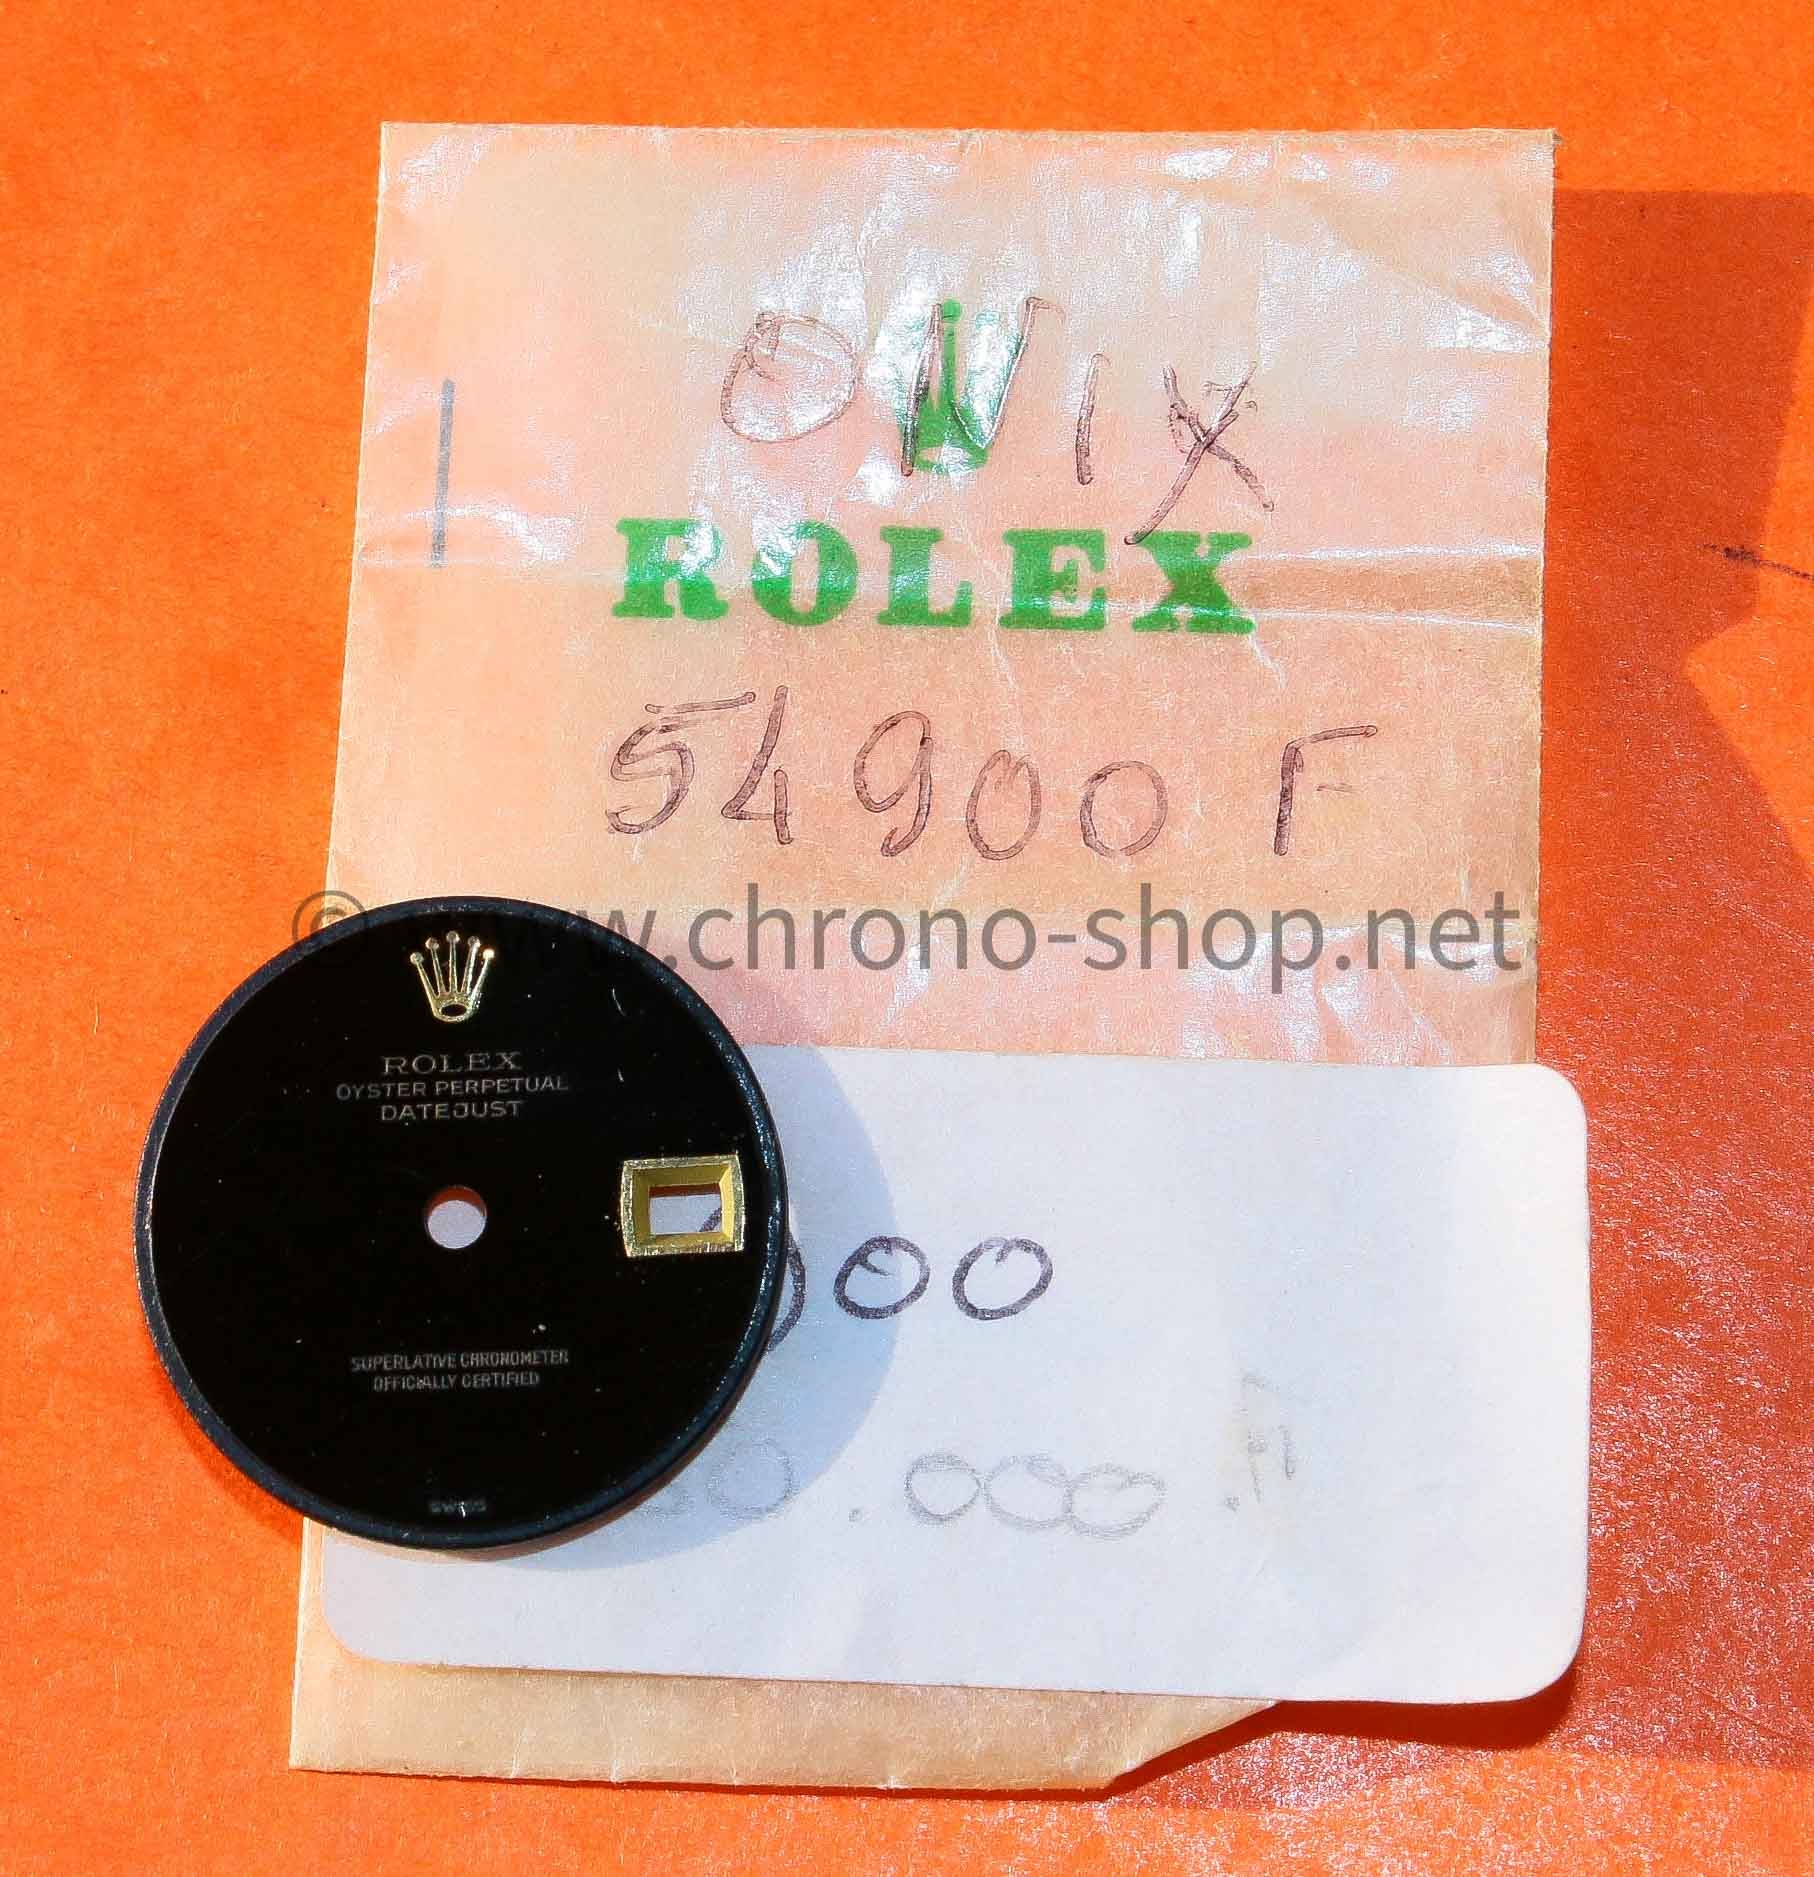 ONIX
ROLEX
54900 F
© www.chrono-shop.net
ROLEX
OYSTER PERPETUAL
DATEJUST
SUPERLATIVE CHRONOMETER
OFFICIALLY CERTIFIED
SWISS